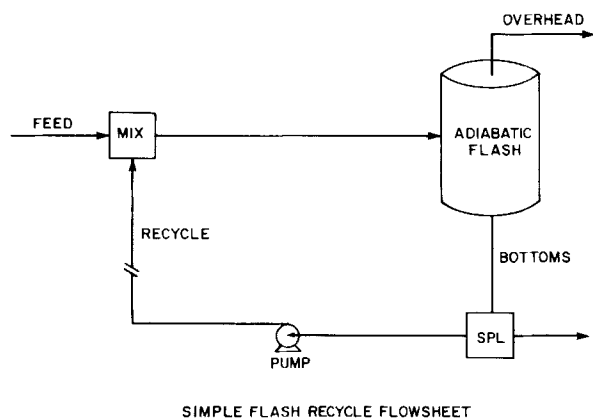 OVERHEAD
FEED
MIX
ADIABATIC
FLASH
RECYCLE
BOTTOMS
SPL
PUMP
SIMPLE FLASH RECYCLE FLOWSHEET